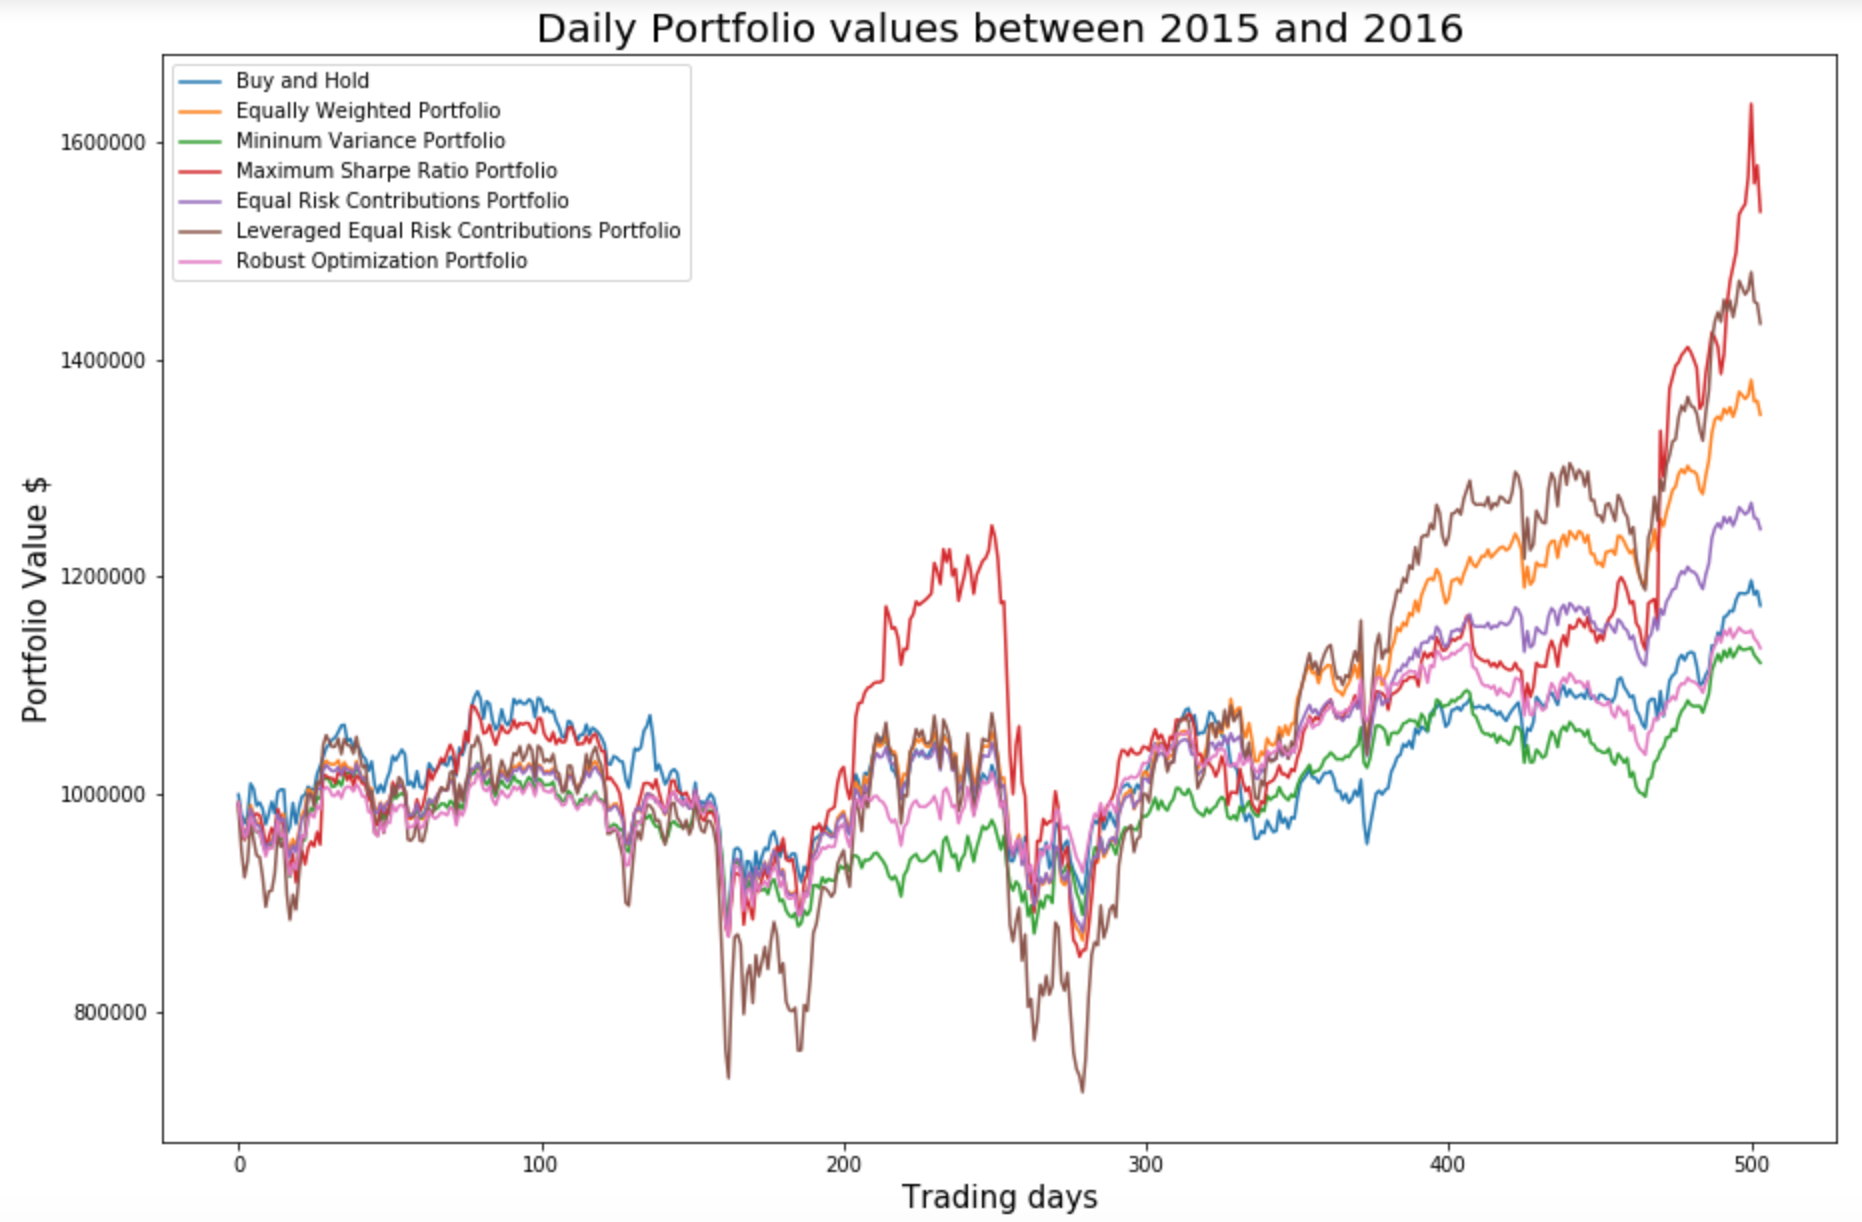 Daily Portfolio values between 2015 and 2016
Buy and Hold
Equally Weighted Portfolio
Mininum Variance Portfolio
Maximum Sharpe Ratio Portfolio
Equal Risk Contributions Portfolio
Leveraged Equal Risk Contributions Portfolio
Robust Optimization Portfolio
Portfolio Value $
1600000
1400000
1200000
1000000
800000
0 100 200 300 400 500
Trading days